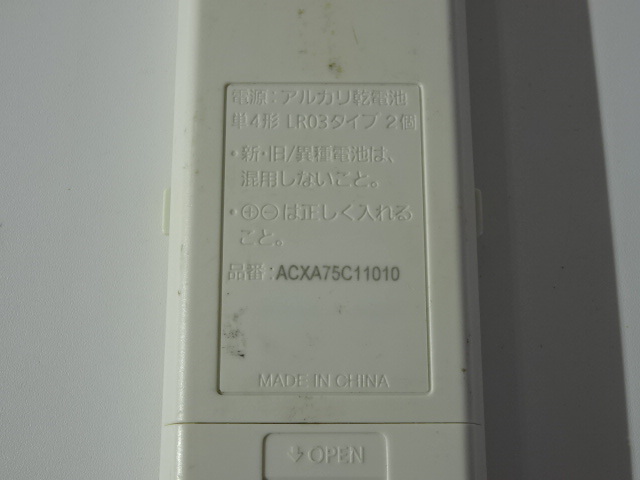 電源:アルカリ乾電池
単4形 LR03タイプ 2個
・新・旧/異種電池は、
混用しないこと。
・⊕⊖は正しく入れる
こと。
品番:ACXA75C11010
MADE IN CHINA
OPEN